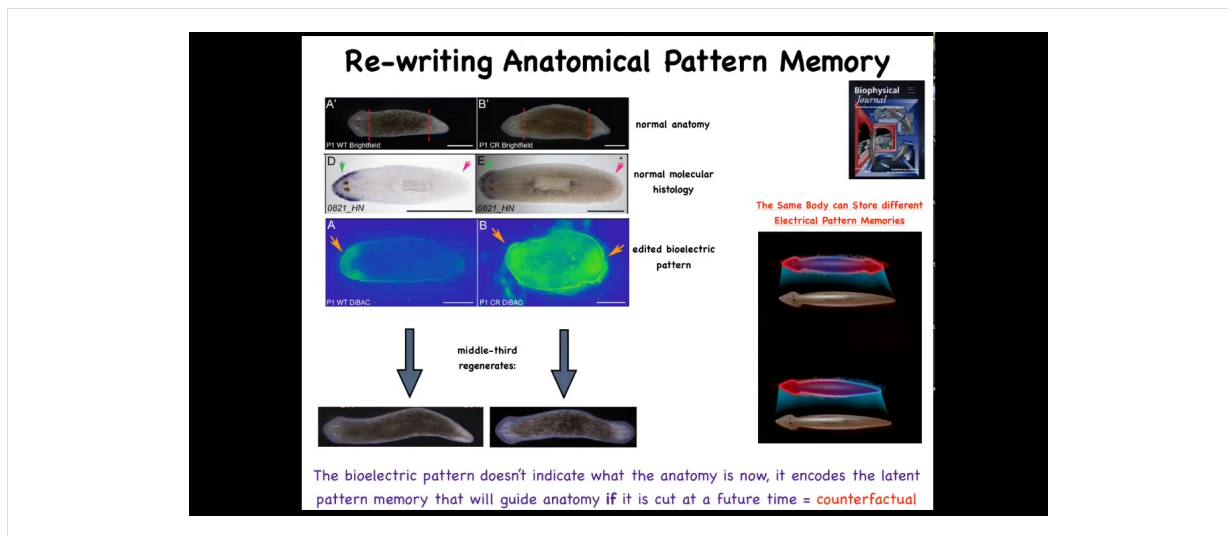 Re-writing Anatomical Pattern Memory
A'
B'
P1 WT Brightfield
P1 CR Brightfield
normal anatomy
Biophysical
Journal
D
E
0821_HN
0821_HN
normal molecular
histology
The Same Body can Store different
Electrical Pattern Memories
A
B
P1 WT DiBAC
P1 CR DiBAC
edited bioelectric
pattern
middle-third
regenerates:
The bioelectric pattern doesn't indicate what the anatomy is now, it encodes the latent
pattern memory that will guide anatomy if it is cut at a future time = counterfactual